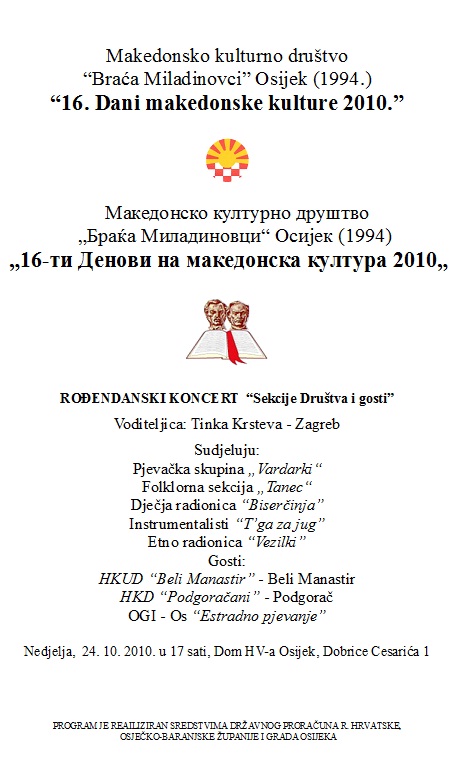 Makedonsko kulturno društvo
“Braća Miladinovci” Osijek (1994.)
“16. Dani makedonske kulture 2010.”
Македонско културно друштво
„Браќа Миладиновци“ Осијек (1994)
„16-ти Денови на македонска култура 2010„
ROĐENDANSKI KONCERT “Sekcije Društva i gosti”
Voditeljica: Tinka Krsteva - Zagreb
Sudjeluju:
Pjevačka skupina „Vardarki“
Folklorna sekcija „Tanec“
Dječja radionica “Biserčinja”
Instrumentalisti “T’ga za jug”
Etno radionica “Vezilki”
Gosti:
HKUD “Beli Manastir” - Beli Manastir
HKD “Podgoračani” - Podgorač
OGI - Os “Estradno pjevanje”
Nedjelja, 24. 10. 2010. u 17 sati, Dom HV-a Osijek, Dobrice Cesarića 1
PROGRAM JE REAILIZIRAN SREDSTVIMA DRŽAVNOG PRORAČUNA R. HRVATSKE,
OSJEČKO-BARANJSKE ŽUPANIJE I GRADA OSIJEKA